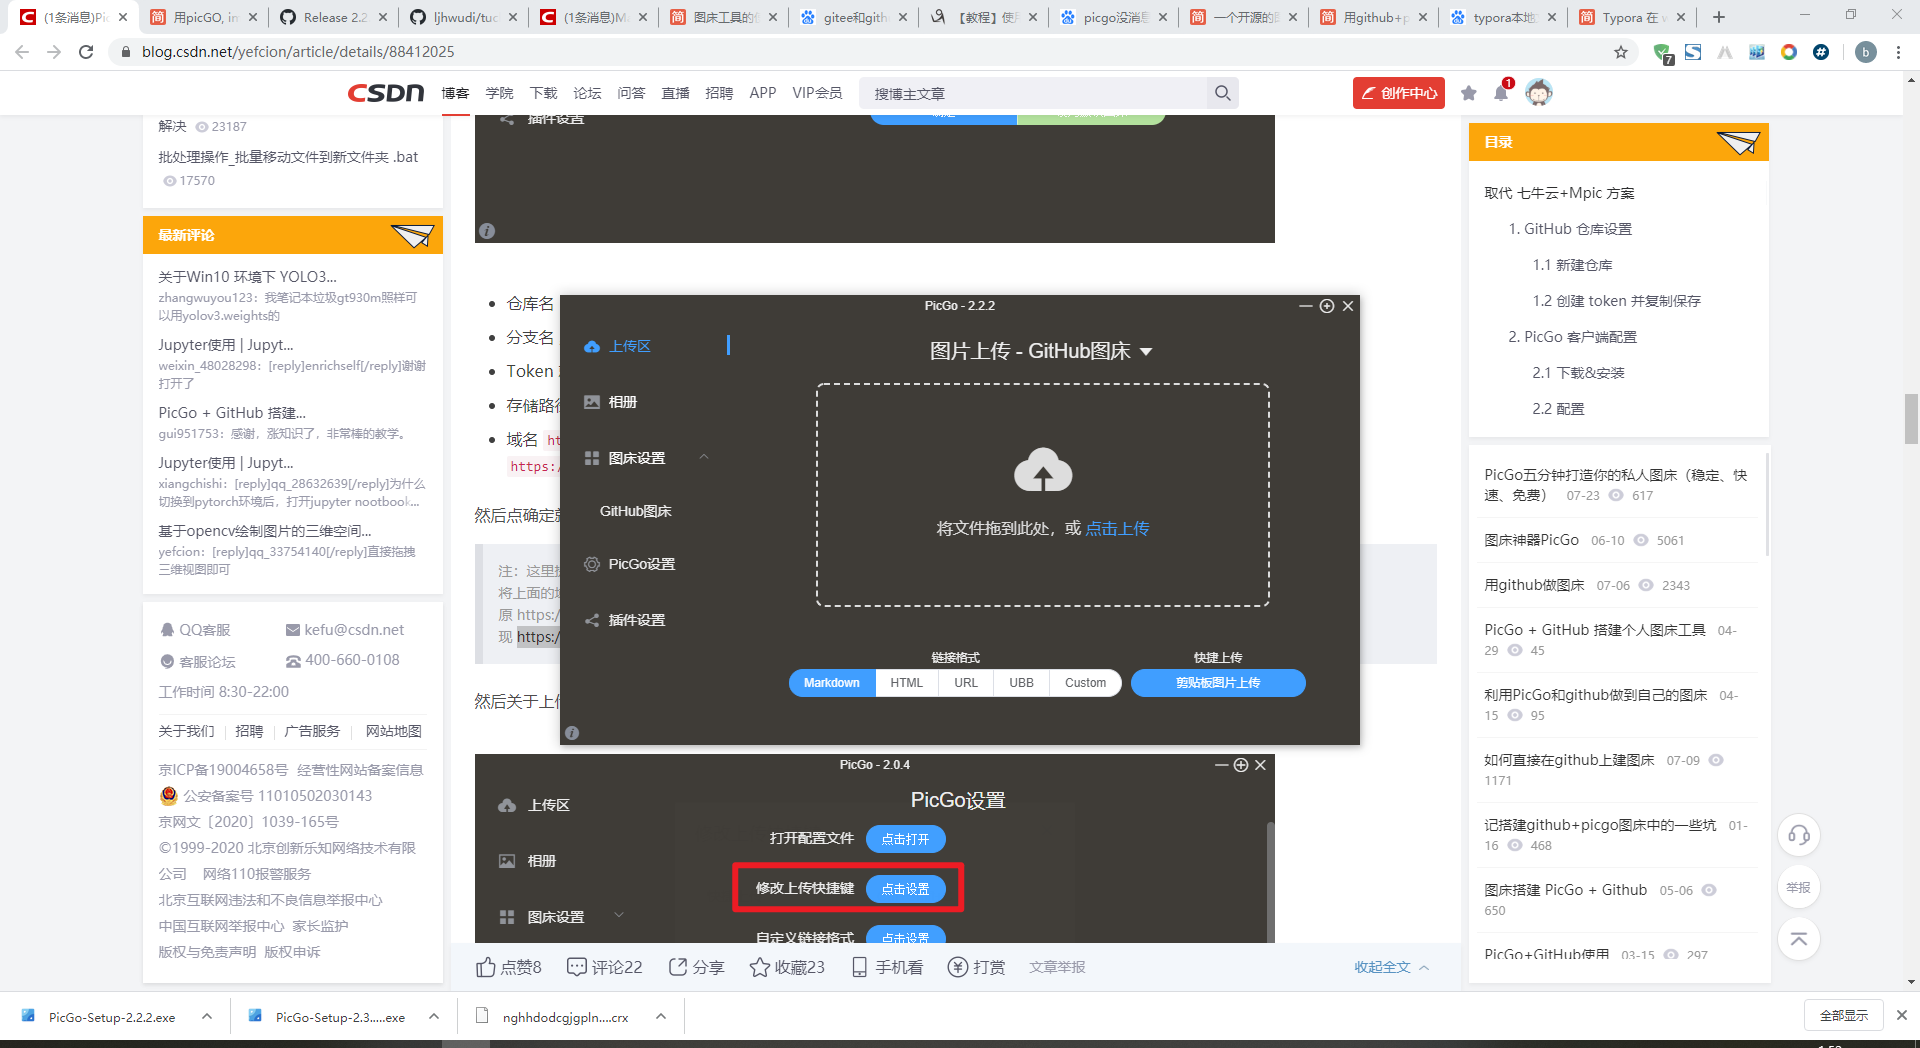 (1条消息)Pic
用picGO, in
Release 2.2
ljhwudi/tuc
(1条消息)M
图床工具的
gitee和gith
【教程】使
picgo没消息
一个开源的
用github+p
typora本地
Typora 在 w
blog.csdn.net/yefcion/article/details/88412025
7
b
CSDN
博客
学院
下载
论坛
问答
直播
招聘
APP
VIP会员
搜博主文章
创作中心
1
解决 23187
批处理操作_批量移动文件到新文件夹 .bat
17570
最新评论
关于Win10 环境下 YOLO3...
zhangwuyou123：我笔记本垃圾gt930m照样可
以用yolov3.weights的
Jupyter使用 | Jupyt...
weixin_48028298：[reply]enrichself[/reply]谢谢
打开了
PicGo + GitHub 搭建...
gui951753：感谢，涨知识了，非常棒的教学。
Jupyter使用 | Jupyt...
xiangchishi：[reply]qq_28632639[/reply]为什么
切换到pytorch环境后，打开jupyter nootbook...
基于opencv绘制图片的三维空间...
yefcion：[reply]qq_33754140[/reply]直接拖拽
三维视图即可
QQ客服
kefu@csdn.net
客服论坛
400-660-0108
工作时间 8:30-22:00
关于我们
招聘
广告服务
网站地图
京ICP备19004658号 经营性网站备案信息
公安备案号 11010502030143
京网文〔2020〕1039-165号
©1999-2020 北京创新乐知网络技术有限
公司 网络110报警服务
北京互联网违法和不良信息举报中心
中国互联网举报中心 家长监护
版权与免责声明 版权申诉
插件设置
仓库名
分支名
Token
存储路径
域名 ht
https:/
然后点确定
注：这里
将上面的
原 https:/
现 https:/
然后关于上
PicGo - 2.2.2
上传区
相册
图床设置
GitHub图床
PicGo设置
插件设置
图片上传 - GitHub图床
将文件拖到此处，或 点击上传
链接格式
快捷上传
Markdown
HTML
URL
UBB
Custom
剪贴板图片上传
PicGo - 2.0.4
PicGo设置
上传区
相册
图床设置
打开配置文件
点击打开
修改上传快捷键
点击设置
自定义链接格式
点击设置
点赞8
评论22
分享
收藏23
手机看
打赏
文章举报
收起全文
目录
取代 七牛云+Mpic 方案
1. GitHub 仓库设置
1.1 新建仓库
1.2 创建 token 并复制保存
2. PicGo 客户端配置
2.1 下载&安装
2.2 配置
PicGo五分钟打造你的私人图床（稳定、快
速、免费） 07-23 617
图床神器PicGo 06-10 5061
用github做图床 07-06 2343
PicGo + GitHub 搭建个人图床工具 04-
29 45
利用PicGo和github做到自己的图床 04-
15 95
如何直接在github上建图床 07-09
1171
记搭建github+picgo图床中的一些坑 01-
16 468
图床搭建 PicGo + Github 05-06
650
PicGo+GitHub使用 03-15 297
举报
PicGo-Setup-2.2.2.exe
PicGo-Setup-2.3.....exe
nghhdodcgjgpln....crx
全部显示